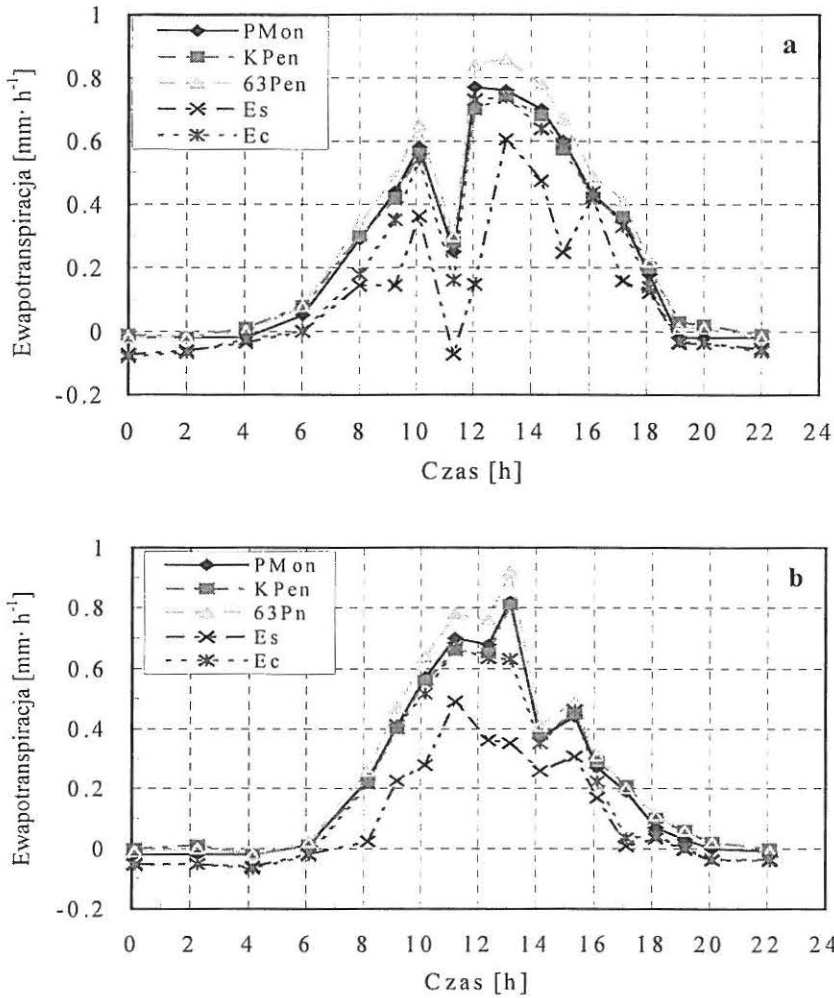 a
PMon
KPen
63Pen
Es
Ec
1
0.8
0.6
0.4
0.2
0
-0.2
Ewapotranspiracja [mm· h⁻¹]
0 2 4 6 8 10 12 14 16 18 20 22 24
Czas [h]
b
PMon
KPen
63Pn
Es
Ec
1
0.8
0.6
0.4
0.2
0
-0.2
Ewapotranspiracja [mm· h⁻¹]
0 2 4 6 8 10 12 14 16 18 20 22 24
Czas [h]